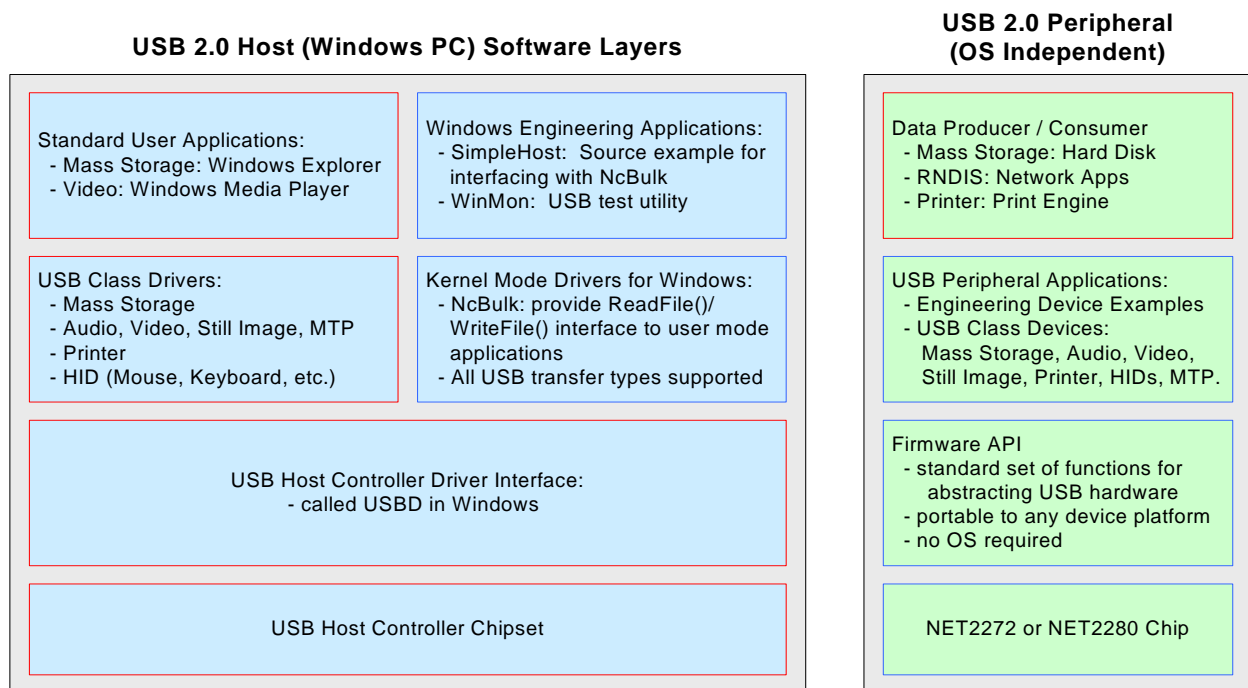 USB 2.0 Host (Windows PC) Software Layers
USB 2.0 Peripheral
(OS Independent)
Standard User Applications:
- Mass Storage: Windows Explorer
- Video: Windows Media Player
Windows Engineering Applications:
- SimpleHost: Source example for
interfacing with NcBulk
- WinMon: USB test utility
USB Class Drivers:
- Mass Storage
- Audio, Video, Still Image, MTP
- Printer
- HID (Mouse, Keyboard, etc.)
Kernel Mode Drivers for Windows:
- NcBulk: provide ReadFile()/
WriteFile() interface to user mode
applications
- All USB transfer types supported
USB Host Controller Driver Interface:
- called USBD in Windows
USB Host Controller Chipset
Data Producer / Consumer
- Mass Storage: Hard Disk
- RNDIS: Network Apps
- Printer: Print Engine
USB Peripheral Applications:
- Engineering Device Examples
- USB Class Devices:
Mass Storage, Audio, Video,
Still Image, Printer, HIDs, MTP.
Firmware API
- standard set of functions for
abstracting USB hardware
- portable to any device platform
- no OS required
NET2272 or NET2280 Chip